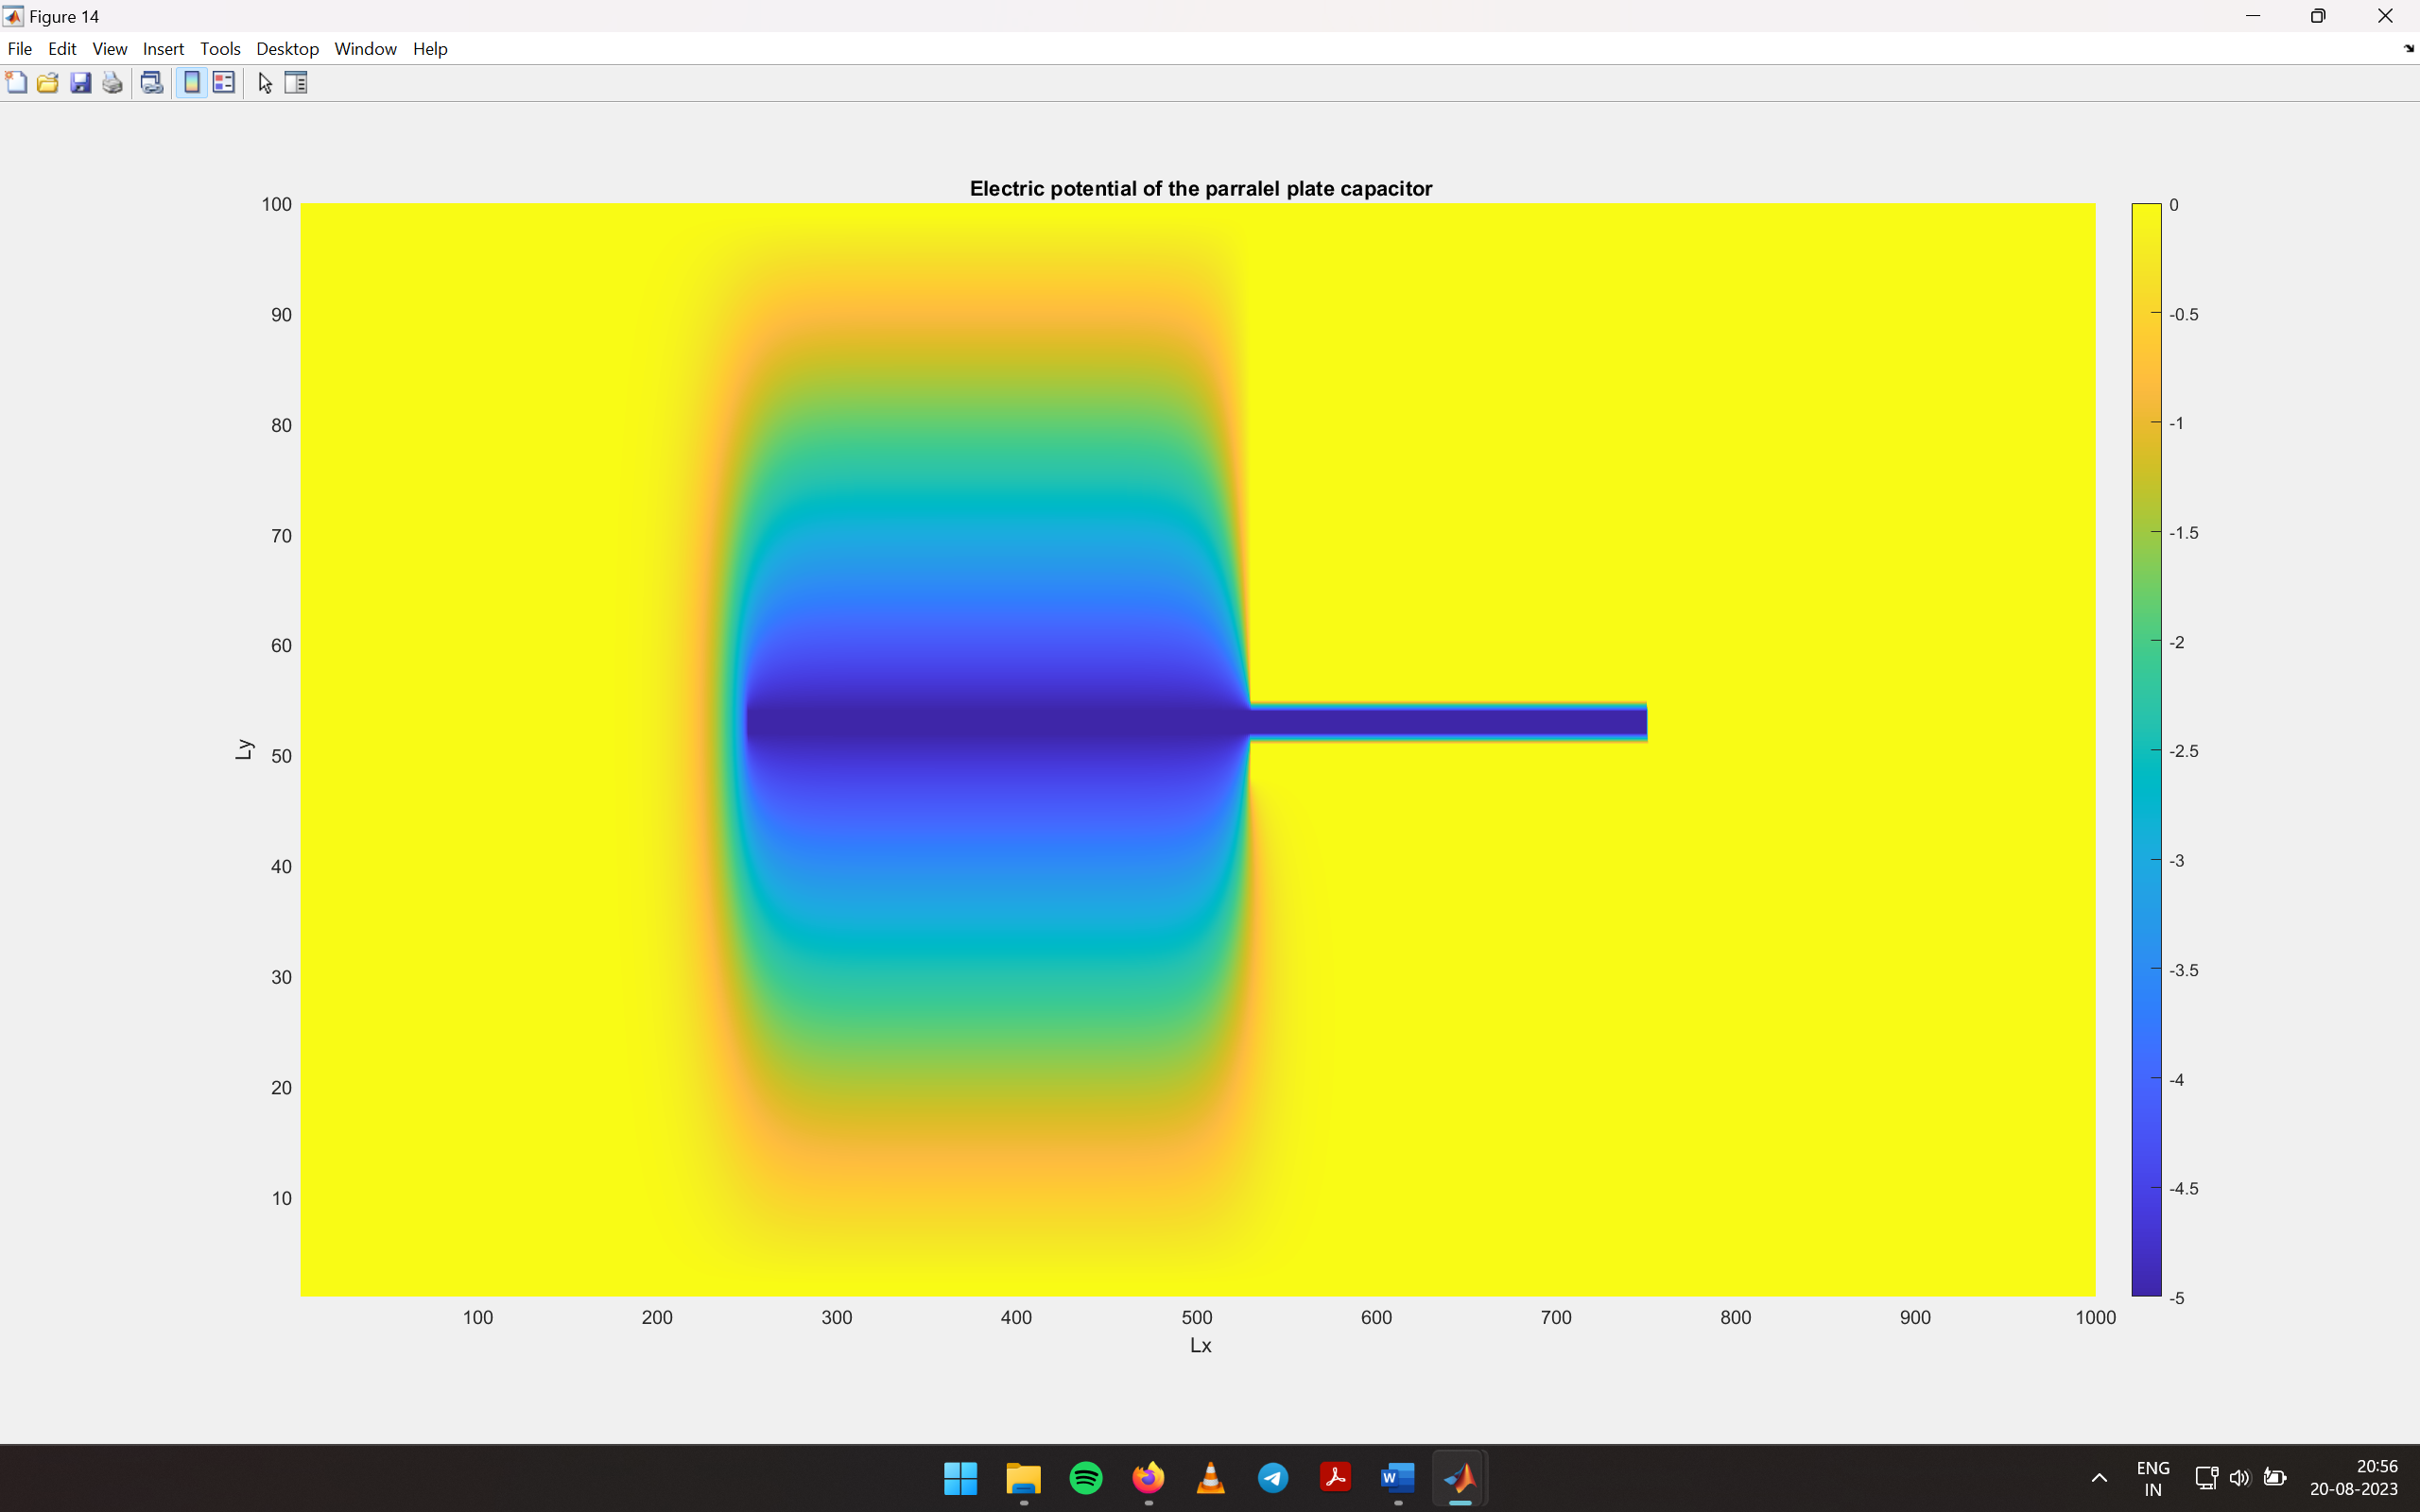 Figure 14
File Edit View Insert Tools Desktop Window Help
Electric potential of the parralel plate capacitor
100
90
80
70
60
50
40
30
20
10
Ly
100 200 300 400 500 600 700 800 900 1000
Lx
0
-0.5
-1
-1.5
-2
-2.5
-3
-3.5
-4
-4.5
-5
W
ENG
IN
20:56
20-08-2023